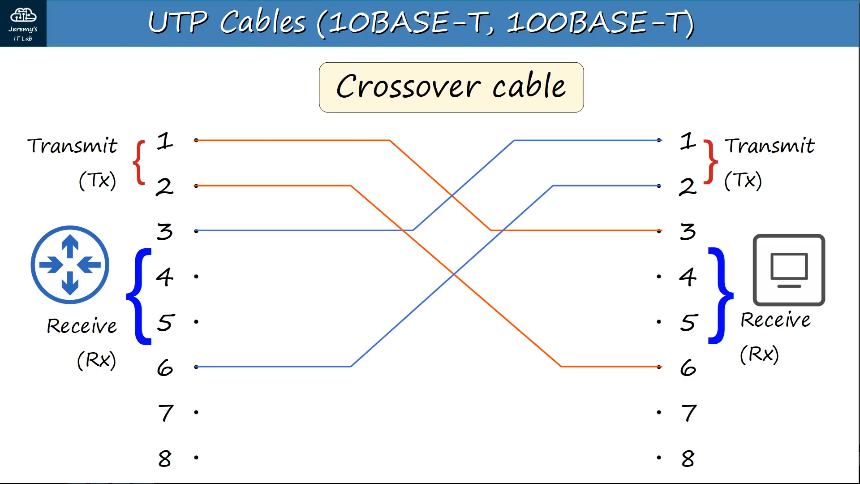 Jeremy's
IT Lab
UTP Cables (10BASE-T, 100BASE-T)
Crossover cable
Transmit
(Tx)
1
2
3
4
5
6
7
8
Receive
(Rx)
1
2
3
4
5
6
7
8
Transmit
(Tx)
Receive
(Rx)